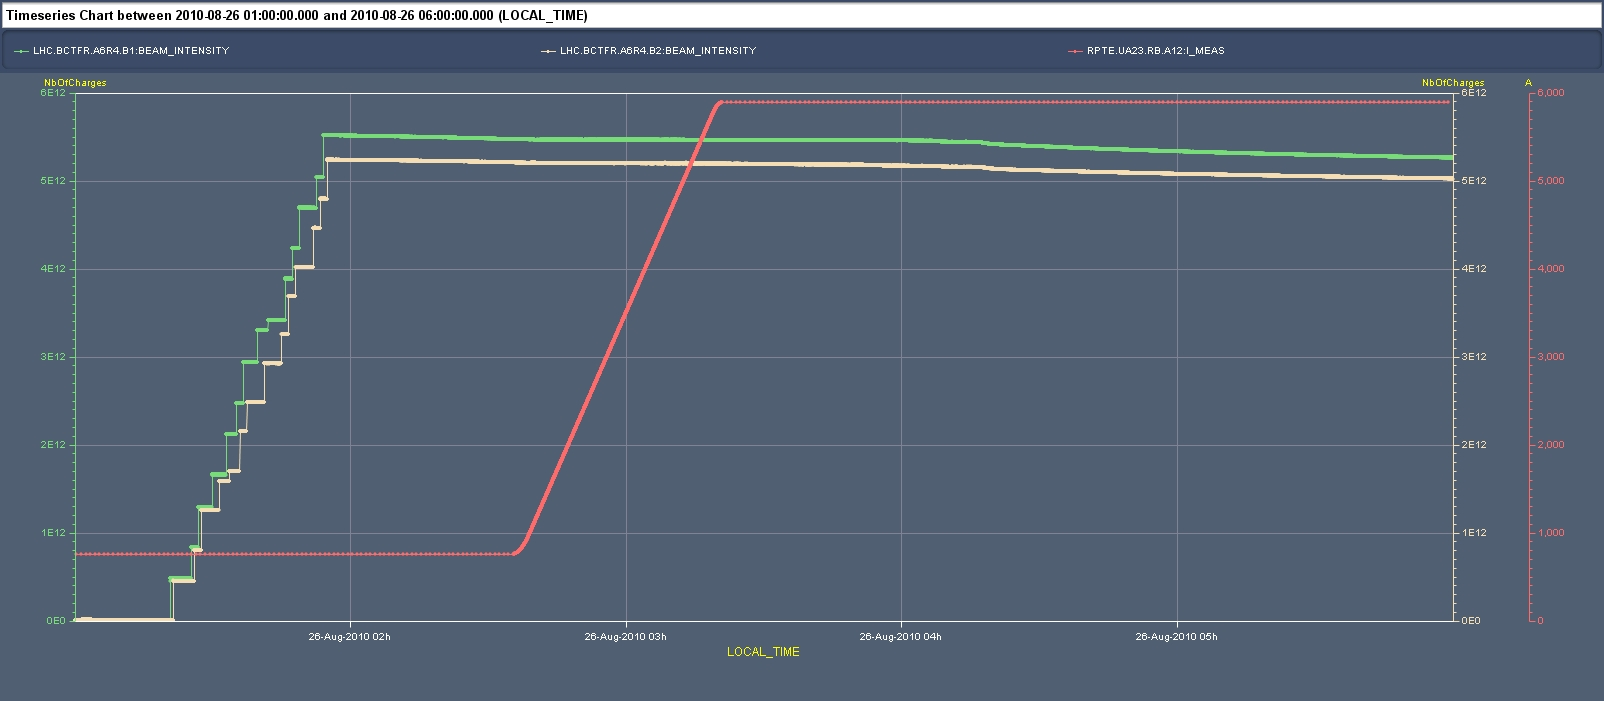 Timeseries Chart between 2010-08-26 01:00:00.000 and 2010-08-26 06:00:00.000 (LOCAL_TIME)
LHC.BCTFR.A6R4.B1:BEAM_INTENSITY LHC.BCTFR.A6R4.B2:BEAM_INTENSITY RPTE.UA23.RB.A12:I_MEAS
NbOfCharges NbOfCharges A
6E12 6E12 6,000
5E12 5E12 5,000
4E12 4E12 4,000
3E12 3E12 3,000
2E12 2E12 2,000
1E12 1E12 1,000
0E0 0E0 0
26-Aug-2010 02h 26-Aug-2010 03h 26-Aug-2010 04h 26-Aug-2010 05h
LOCAL_TIME